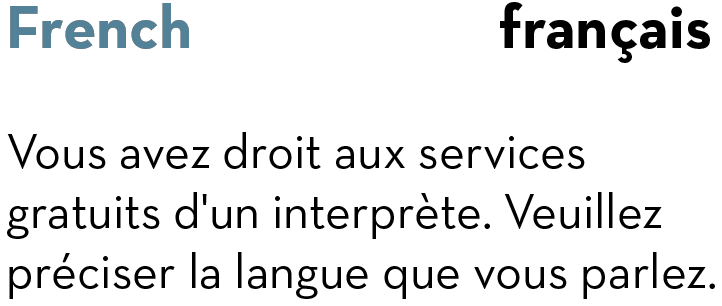 French français
Vous avez droit aux services
gratuits d'un interprète. Veuillez
préciser la langue que vous parlez.